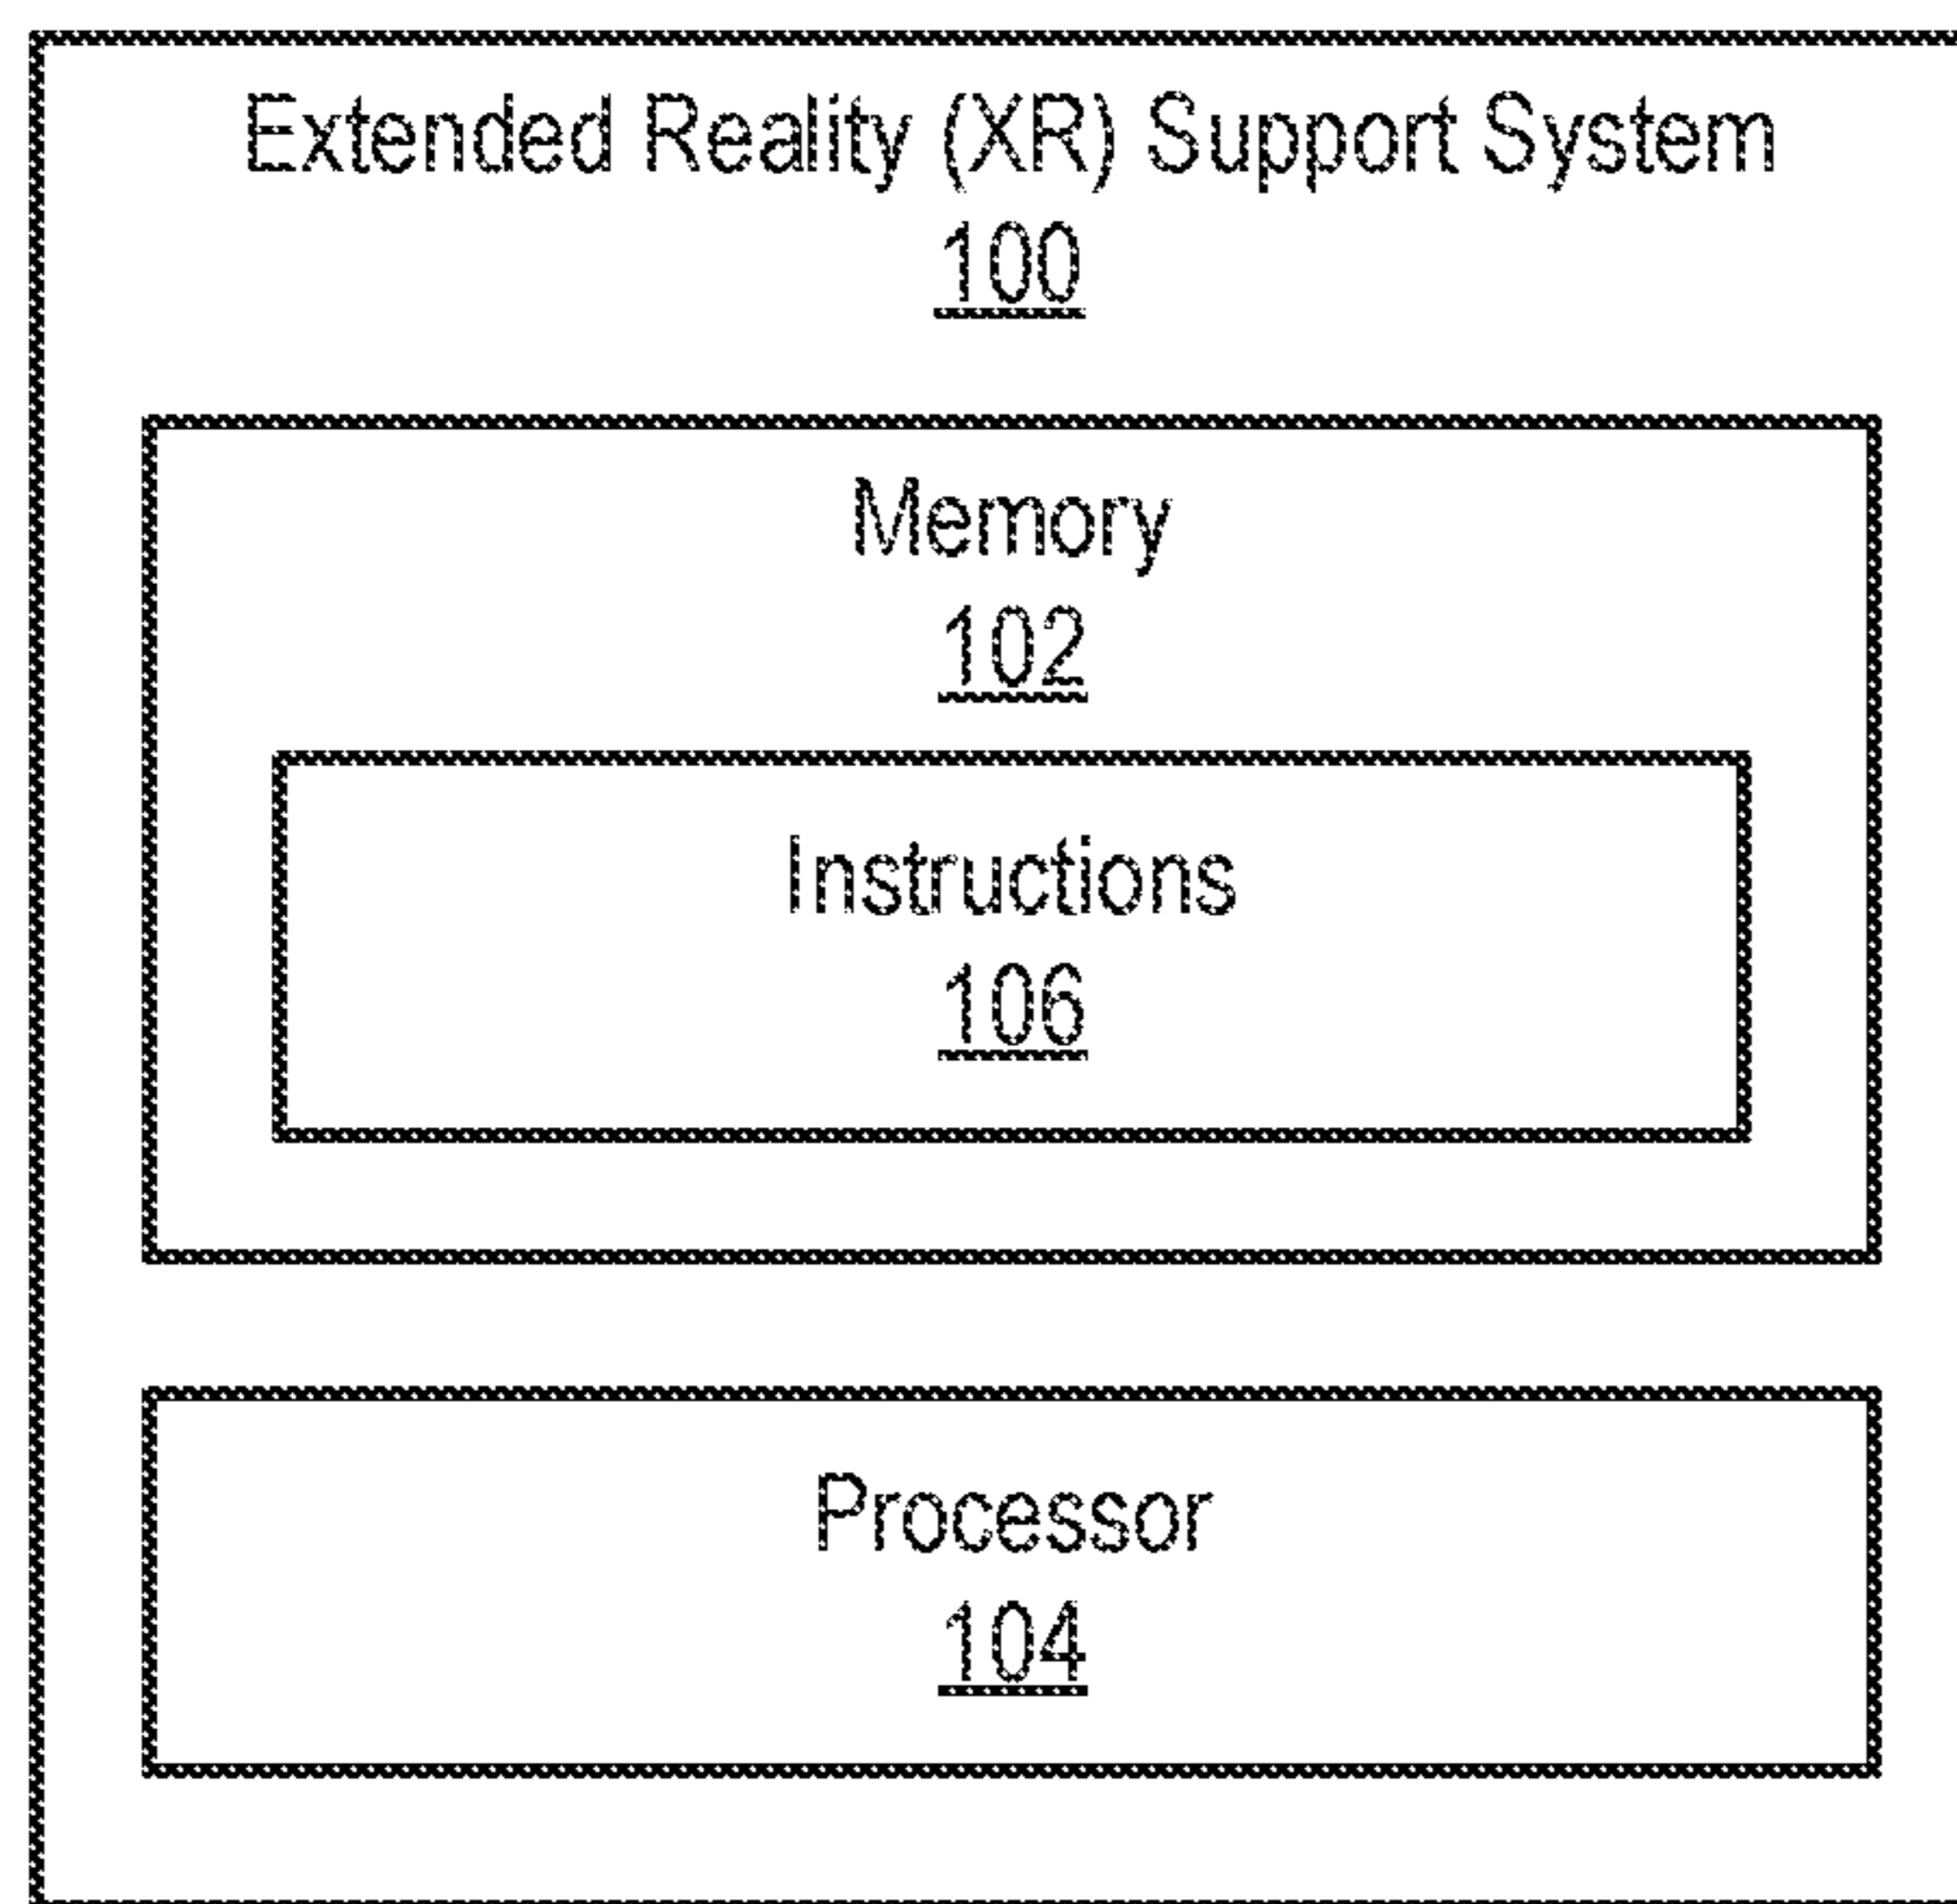 Extended Reality (XR) Support System
100
Memory
102
Instructions
106
Processor
104